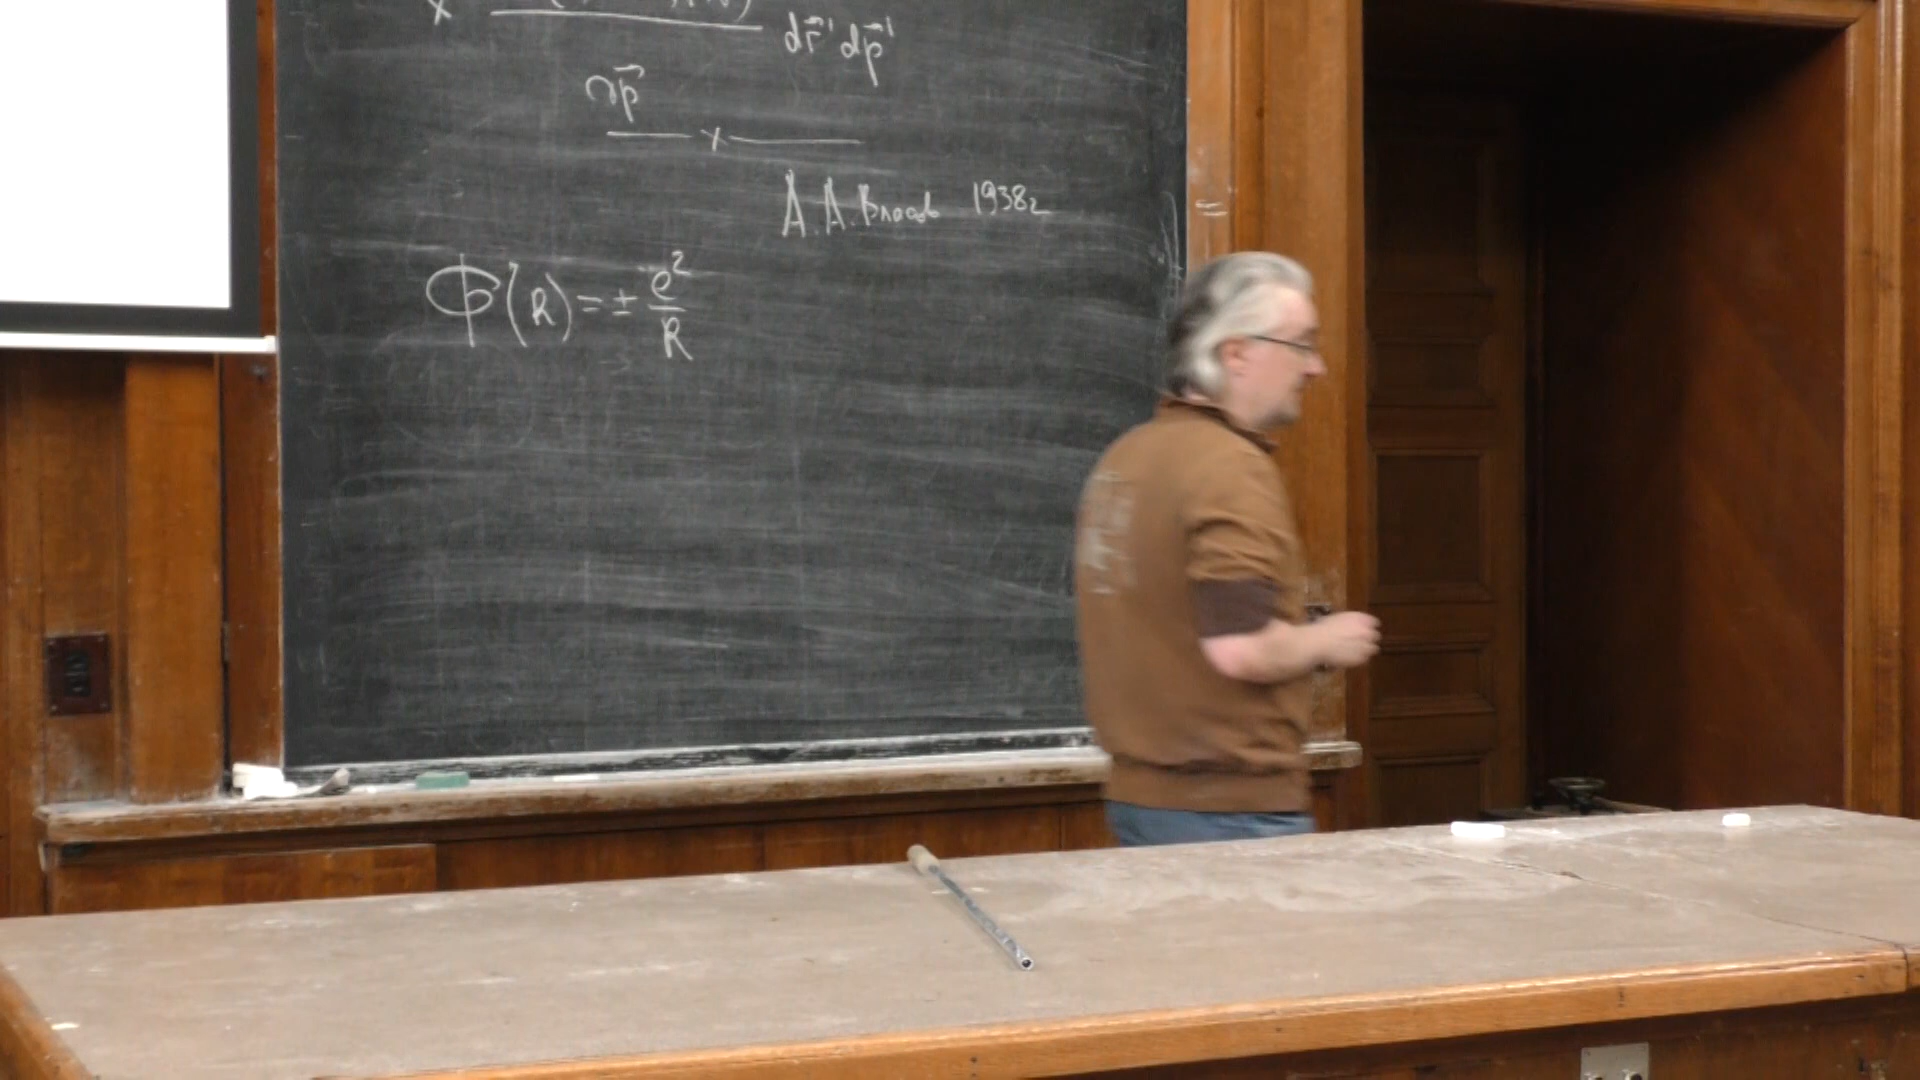 dr⃗' dp⃗'
∂p⃗
А.А.Власов 1938г
Φ(R) = ± e²/R